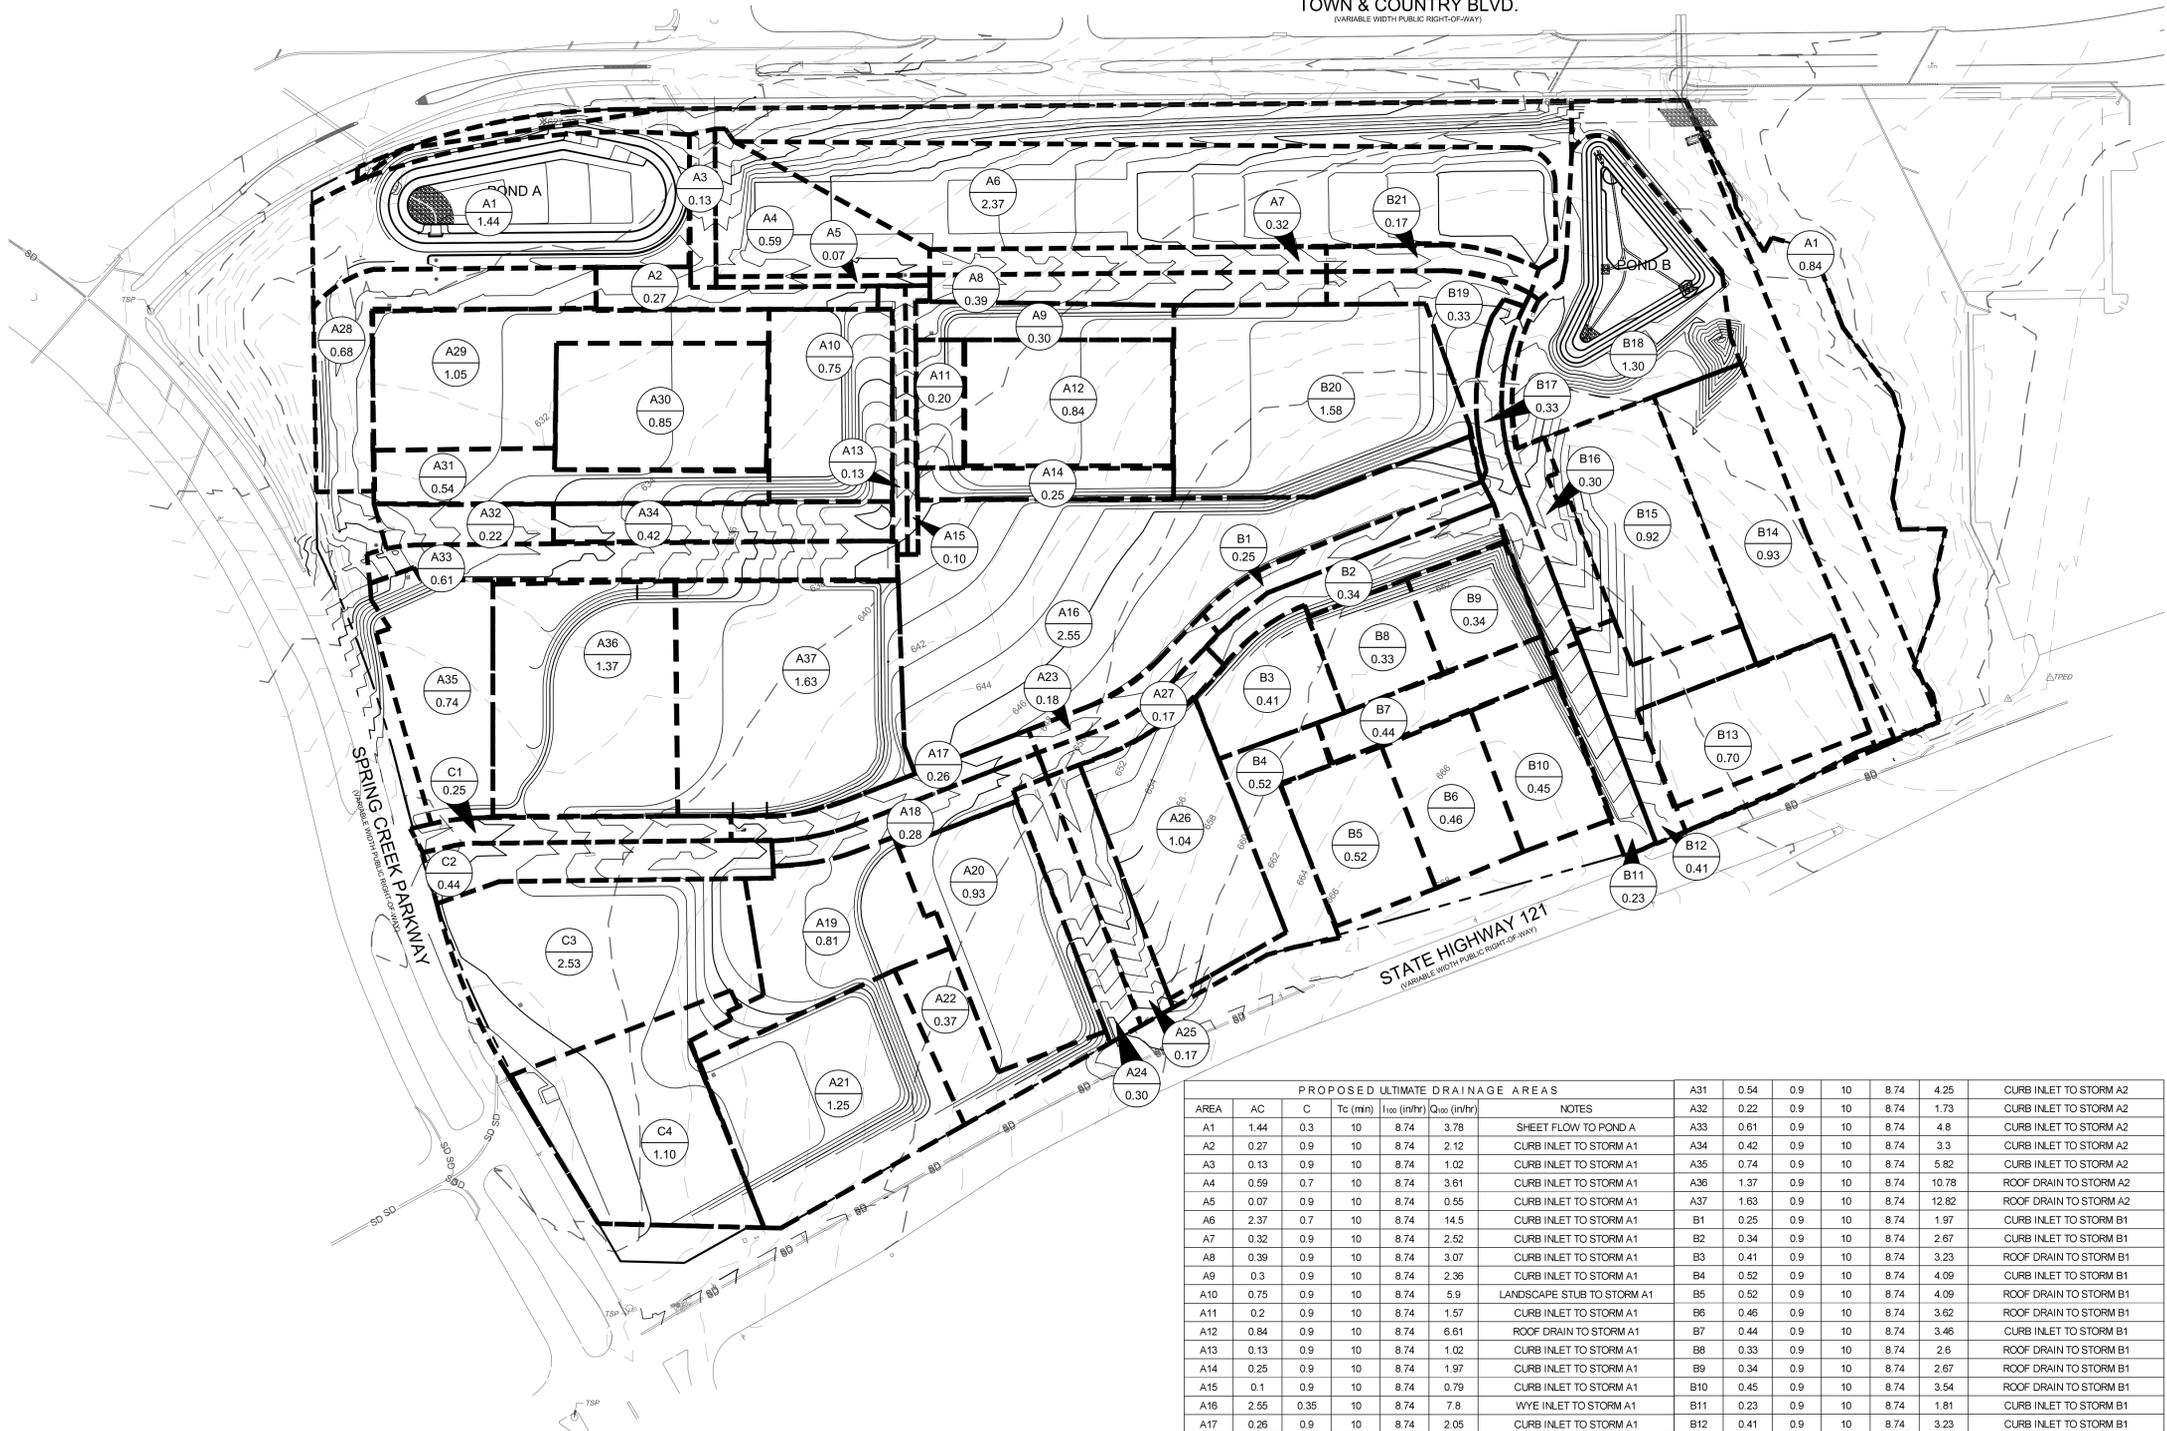 TOWN & COUNTRY BLVD.
(VARIABLE WIDTH PUBLIC RIGHT-OF-WAY)
SD
TSP
POND A
A1
1.44
A3
0.13
A4
0.59
A5
0.07
A6
2.37
A7
0.32
B21
0.17
A1
0.84
POND B
A2
0.27
A8
0.39
A9
0.30
B19
0.33
A28
0.68
A29
1.05
A30
0.85
632
A10
0.75
A11
0.20
A12
0.84
B20
1.58
B18
1.30
B17
0.33
A31
0.54
634
A13
0.13
A14
0.25
B16
0.30
A32
0.22
A34
0.42
A15
0.10
B15
0.92
B14
0.93
A33
0.61
B1
0.25
B2
0.34
B9
0.34
640
642
A16
2.55
B8
0.33
A35
0.74
A36
1.37
A37
1.63
644
646
A23
0.18
A27
0.17
B3
0.41
B7
0.44
TPED
SPRING CREEK PARKWAY
(VARIABLE WIDTH PUBLIC RIGHT-OF-WAY)
C1
0.25
A17
0.26
652
654
B4
0.52
666
B10
0.45
B13
0.70
SD
SD
A18
0.28
A26
1.04
658
660
662
664
666
B5
0.52
B6
0.46
B12
0.41
B11
0.23
C2
0.44
A20
0.93
A19
0.81
C3
2.53
STATE HIGHWAY 121
(VARIABLE WIDTH PUBLIC RIGHT-OF-WAY)
A22
0.37
A25
0.17
SD
A24
0.30
SD
A21
1.25
C4
1.10
SD SD
SD SD
SD
SD SD
SD
SD
SD
SD
TSP
TSP
PROPOSED ULTIMATE DRAINAGE AREAS
AREA AC C Tc (min) I100 (in/hr) Q100 (in/hr) NOTES
A1 1.44 0.3 10 8.74 3.78 SHEET FLOW TO POND A
A2 0.27 0.9 10 8.74 2.12 CURB INLET TO STORM A1
A3 0.13 0.9 10 8.74 1.02 CURB INLET TO STORM A1
A4 0.59 0.7 10 8.74 3.61 CURB INLET TO STORM A1
A5 0.07 0.9 10 8.74 0.55 CURB INLET TO STORM A1
A6 2.37 0.7 10 8.74 14.5 CURB INLET TO STORM A1
A7 0.32 0.9 10 8.74 2.52 CURB INLET TO STORM A1
A8 0.39 0.9 10 8.74 3.07 CURB INLET TO STORM A1
A9 0.3 0.9 10 8.74 2.36 CURB INLET TO STORM A1
A10 0.75 0.9 10 8.74 5.9 LANDSCAPE STUB TO STORM A1
A11 0.2 0.9 10 8.74 1.57 CURB INLET TO STORM A1
A12 0.84 0.9 10 8.74 6.61 ROOF DRAIN TO STORM A1
A13 0.13 0.9 10 8.74 1.02 CURB INLET TO STORM A1
A14 0.25 0.9 10 8.74 1.97 CURB INLET TO STORM A1
A15 0.1 0.9 10 8.74 0.79 CURB INLET TO STORM A1
A16 2.55 0.35 10 8.74 7.8 WYE INLET TO STORM A1
A17 0.26 0.9 10 8.74 2.05 CURB INLET TO STORM A1
A31 0.54 0.9 10 8.74 4.25 CURB INLET TO STORM A2
A32 0.22 0.9 10 8.74 1.73 CURB INLET TO STORM A2
A33 0.61 0.9 10 8.74 4.8 CURB INLET TO STORM A2
A34 0.42 0.9 10 8.74 3.3 CURB INLET TO STORM A2
A35 0.74 0.9 10 8.74 5.82 CURB INLET TO STORM A2
A36 1.37 0.9 10 8.74 10.78 ROOF DRAIN TO STORM A2
A37 1.63 0.9 10 8.74 12.82 ROOF DRAIN TO STORM A2
B1 0.25 0.9 10 8.74 1.97 CURB INLET TO STORM B1
B2 0.34 0.9 10 8.74 2.67 CURB INLET TO STORM B1
B3 0.41 0.9 10 8.74 3.23 ROOF DRAIN TO STORM B1
B4 0.52 0.9 10 8.74 4.09 CURB INLET TO STORM B1
B5 0.52 0.9 10 8.74 4.09 ROOF DRAIN TO STORM B1
B6 0.46 0.9 10 8.74 3.62 ROOF DRAIN TO STORM B1
B7 0.44 0.9 10 8.74 3.46 CURB INLET TO STORM B1
B8 0.33 0.9 10 8.74 2.6 ROOF DRAIN TO STORM B1
B9 0.34 0.9 10 8.74 2.67 ROOF DRAIN TO STORM B1
B10 0.45 0.9 10 8.74 3.54 ROOF DRAIN TO STORM B1
B11 0.23 0.9 10 8.74 1.81 CURB INLET TO STORM B1
B12 0.41 0.9 10 8.74 3.23 CURB INLET TO STORM B1